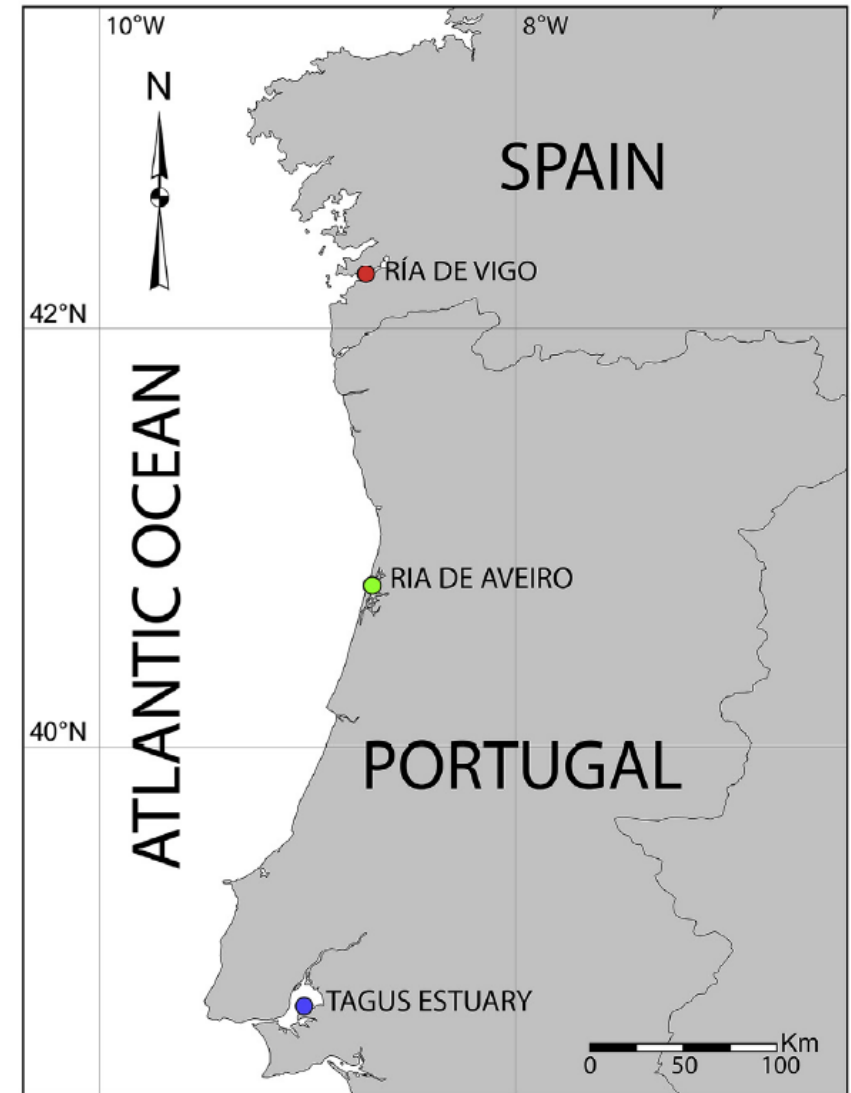 10°W
8°W
N
SPAIN
RÍA DE VIGO
42°N
ATLANTIC OCEAN
RIA DE AVEIRO
40°N
PORTUGAL
TAGUS ESTUARY
Km
0 50 100